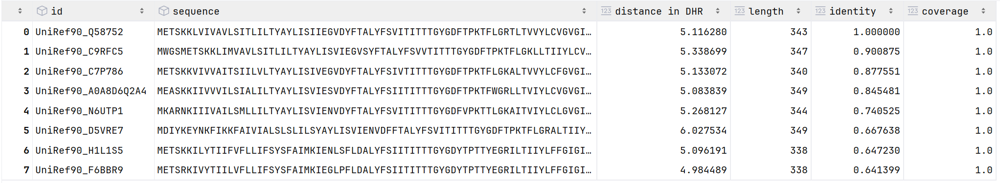 id sequence 123 distance in DHR 123 length 123 identity 123 coverage
0 UniRef90_Q58752 METSKKLVIVAVLSITLILTYAYLISIIEGVDYFTALYFSVITITTTGYGDFTPKTFLGRTLTVVYLCVGVGI… 5.116280 343 1.000000 1.0
1 UniRef90_C9RFC5 MWGSMETSKKLIMVAVLSITLILTYAYLISVIEGVSYFTALYFSVVTITTTGYGDFTPKTFLGKLLTIIYLCV… 5.338699 347 0.900875 1.0
2 UniRef90_C7P786 METSKKVIVVAITSIILVLTYAYLISIVEGVDYFTALYFSIVTITTTGYGDFTPKTFLGKALTVVYLCFGVGI… 5.133072 340 0.877551 1.0
3 UniRef90_A0A8D6Q2A4 MEASKKIIVVVILSIALILTYAYLISVIESVDYFTALYFSIITITTTGYGDFTPKTFWGRLLTVIYLCVGVGI… 5.083839 349 0.845481 1.0
4 UniRef90_N6UTP1 MKARNKIIIVAILSMLLILTYAYLISVIENVDYFTALYFSVITITTTGYGDFVPKTTLGKAITVIYLCLGVGI… 5.268127 344 0.740525 1.0
5 UniRef90_D5VRE7 MDIYKEYNKFIKKFAIVIALSLSLILSYAYLISVIENVDFFTALYFSVITITTTGYGDFTPKTFLGRALTIIY… 6.027534 349 0.667638 1.0
6 UniRef90_H1L1S5 METSKKILYTIIFVFLLIFSYSFAIMKIENLSFLDALYFSIITITTTGYGDYTPTTYEGRILTIIYLFFGIGI… 5.096191 338 0.647230 1.0
7 UniRef90_F6BBR9 METSRKIVYTIILVFLLIFSYSFAIMKIEGLPFLDALYFSIITITTTGYGDYTPTTYEGRILTIIYLFFGIGI… 4.984489 338 0.641399 1.0